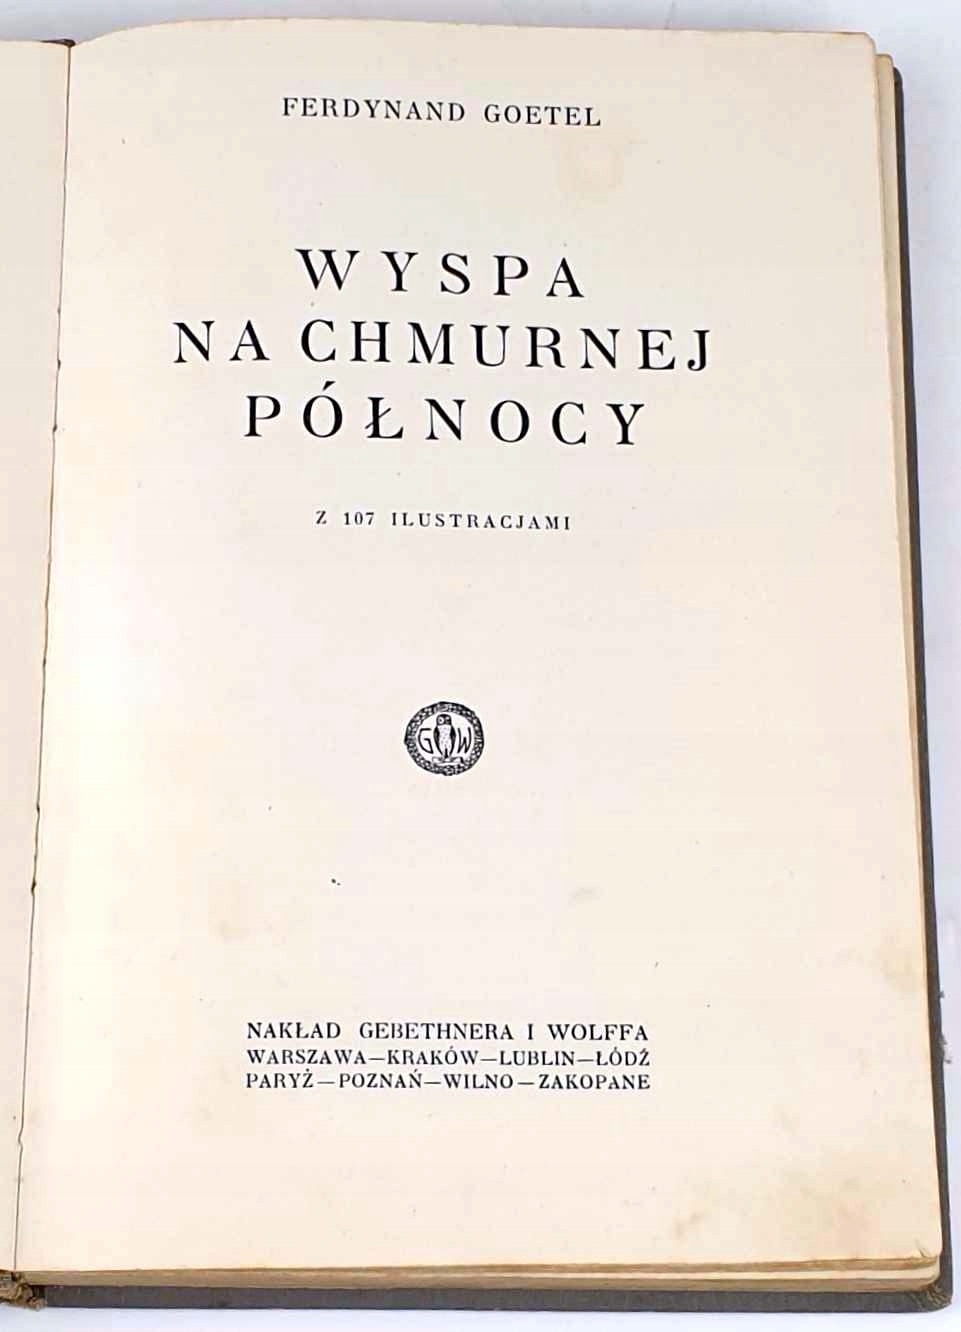 FERDYNAND GOETEL
WYSPA
NA CHMURNEJ
PÓŁNOCY
Z 107 ILUSTRACJAMI
G W
NAKŁAD GEBETHNERA I WOLFFA
WARSZAWA—KRAKÓW—LUBLIN—ŁÓDŹ
PARYŻ—POZNAŃ—WILNO—ZAKOPANE